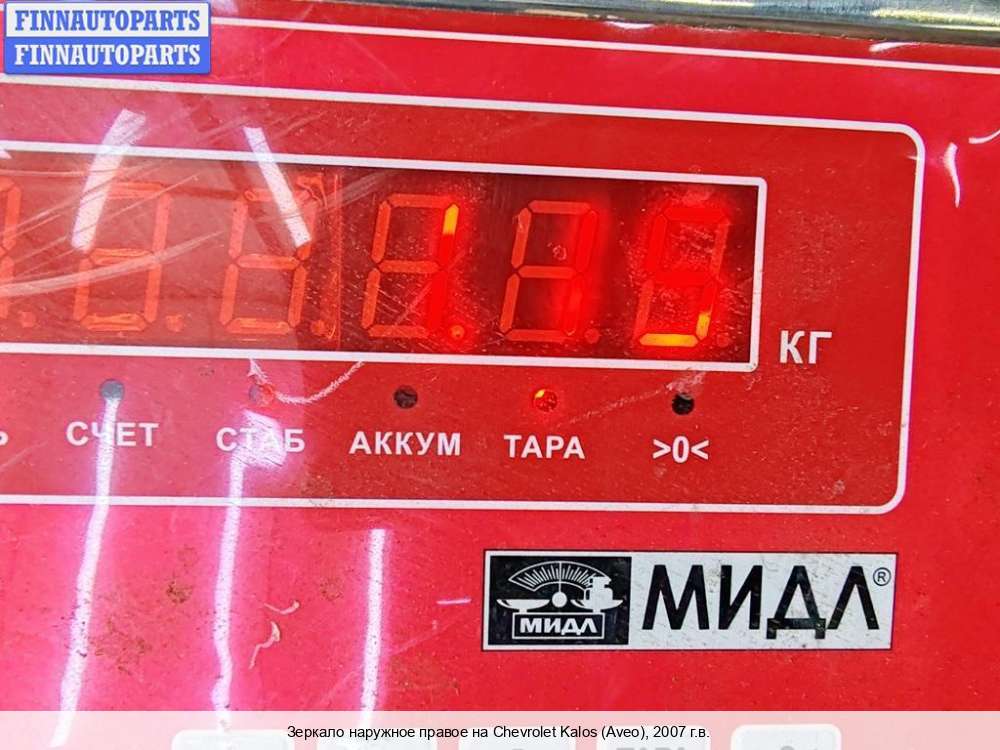 FINNAUTOPARTS
FINNAUTOPARTS
КГ
СЧЕТ СТАБ АККУМ ТАРА >0<
МИДЛ МИДЛ®
Зеркало наружное правое на Chevrolet Kalos (Aveo), 2007 г.в.